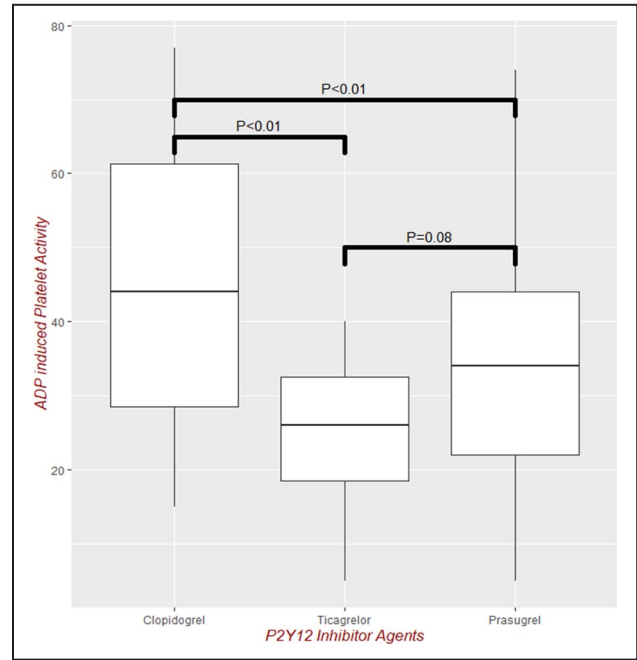 80
P<0.01
P<0.01
60
P=0.08
ADP induced Platelet Activity
40
20
Clopidogrel Ticagrelor Prasugrel
P2Y12 Inhibitor Agents